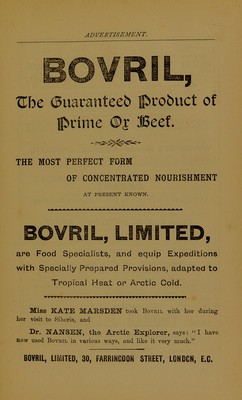 ADVERTISEMENT.
BOVRIL,
The Guaranteed Product of
Prime Ox Beef.
THE MOST PERFECT FORM
OF CONCENTRATED NOURISHMENT
AT PRESENT KNOWN.
BOVRIL, LIMITED,
are Food Specialists, and equip Expeditions
with Specially Prepared Provisions, adapted to
Tropical Heat or Arctic Cold.
Miss KATE MARSDEN took BOVRIL with her during
her visit to Siberia, and
Dr. NANSEN, the Arctic Explorer, says: "I have
now used BOVRIL in various ways, and like it very much."
BOVRIL, LIMITED, 30, FARRINGDON STREET, LONDON, E.C.